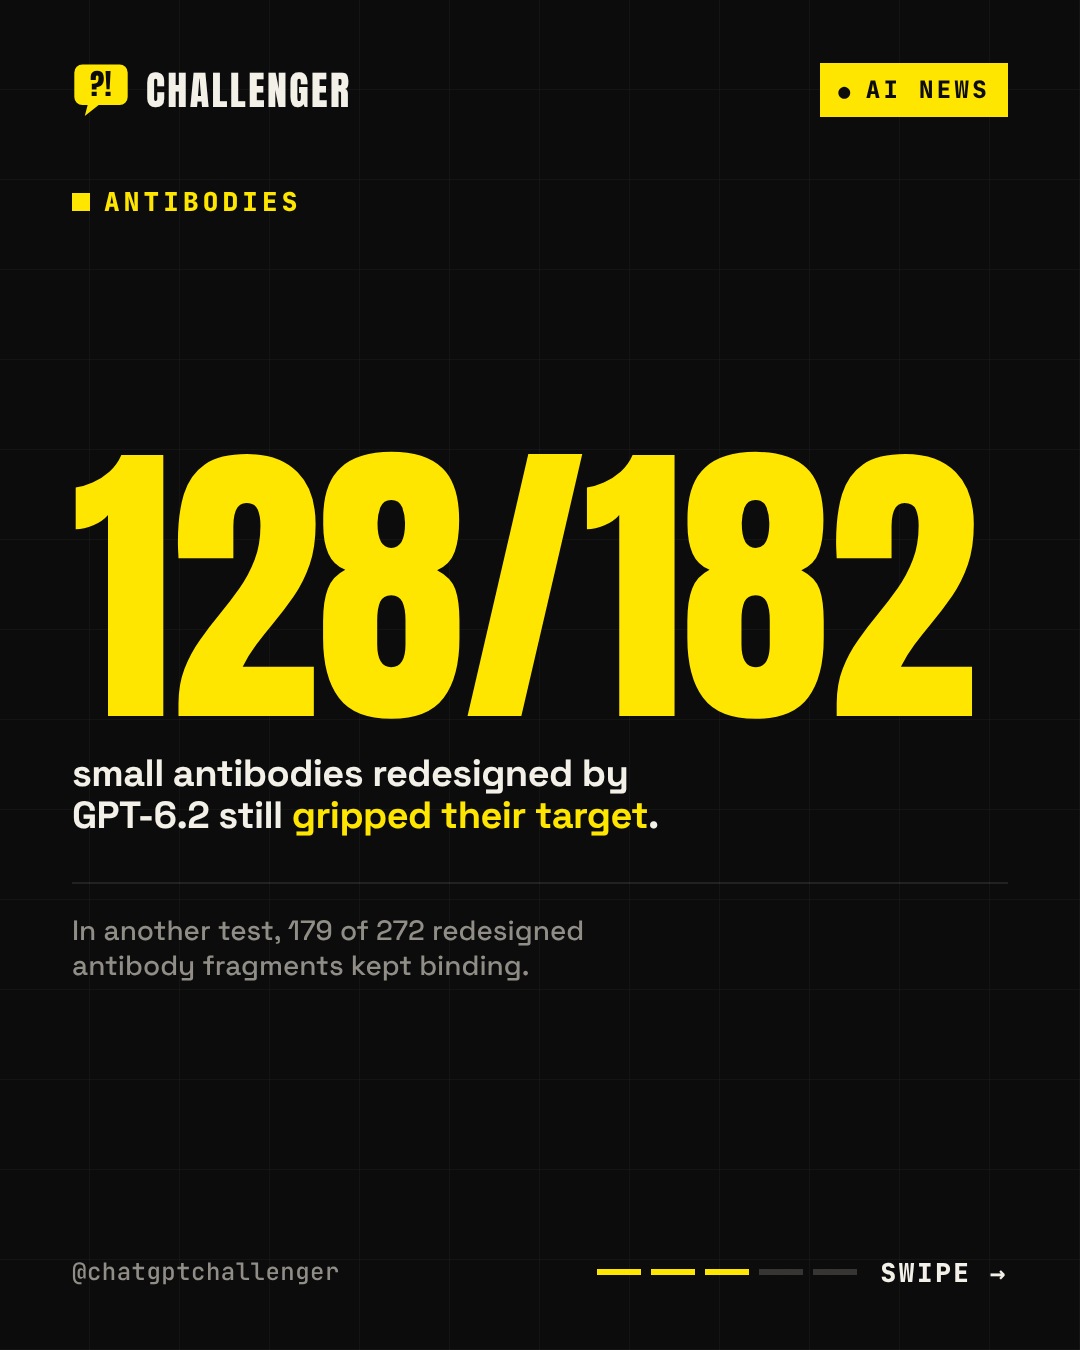 ?! CHALLENGER
● AI NEWS
ANTIBODIES
128/182
small antibodies redesigned by
GPT-6.2 still gripped their target.
In another test, 179 of 272 redesigned
antibody fragments kept binding.
@chatgptchallenger
SWIPE →